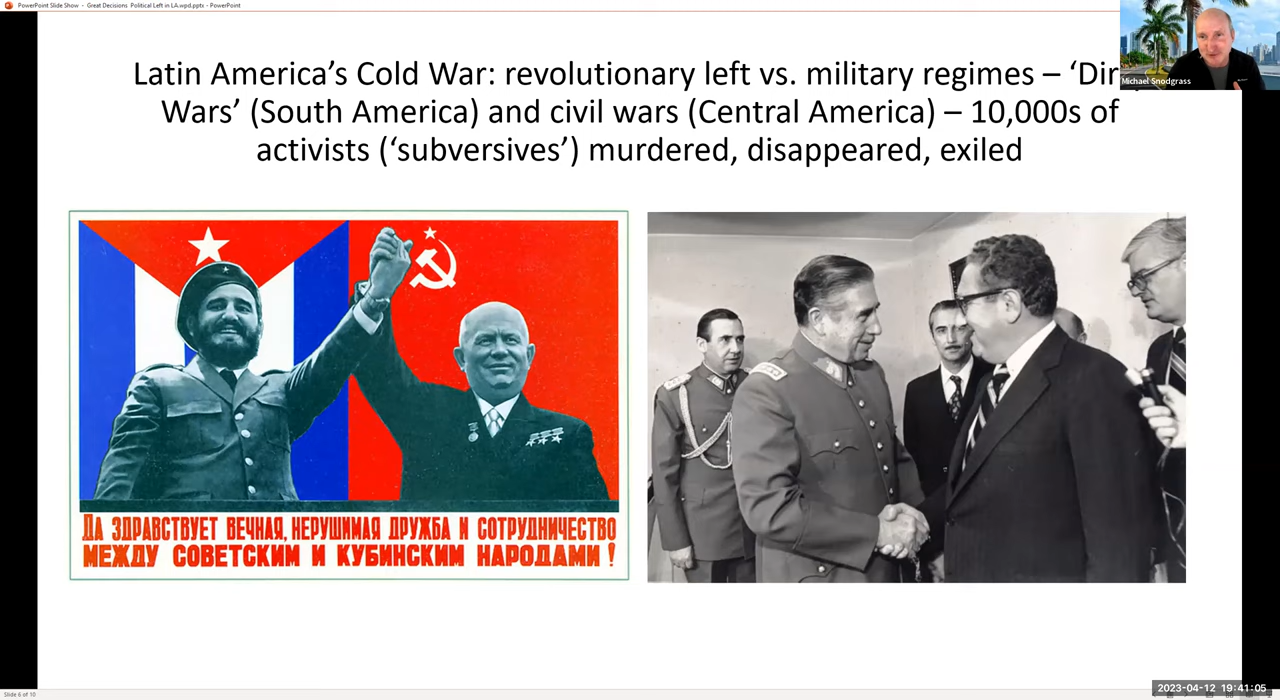 PowerPoint Slide Show - Great Decisions Political Left in LA.wpd.pptx - PowerPoint
Michael Snodgrass
Latin America's Cold War: revolutionary left vs. military regimes – 'Dir
Wars' (South America) and civil wars (Central America) – 10,000s of
activists ('subversives') murdered, disappeared, exiled
ДА ЗДРАВСТВУЕТ ВЕЧНАЯ, НЕРУШИМАЯ ДРУЖБА И СОТРУДНИЧЕСТВО
МЕЖДУ СОВЕТСКИМ И КУБИНСКИМ НАРОДАМИ!
2023-04-12 19:41:05
Slide 6 of 10